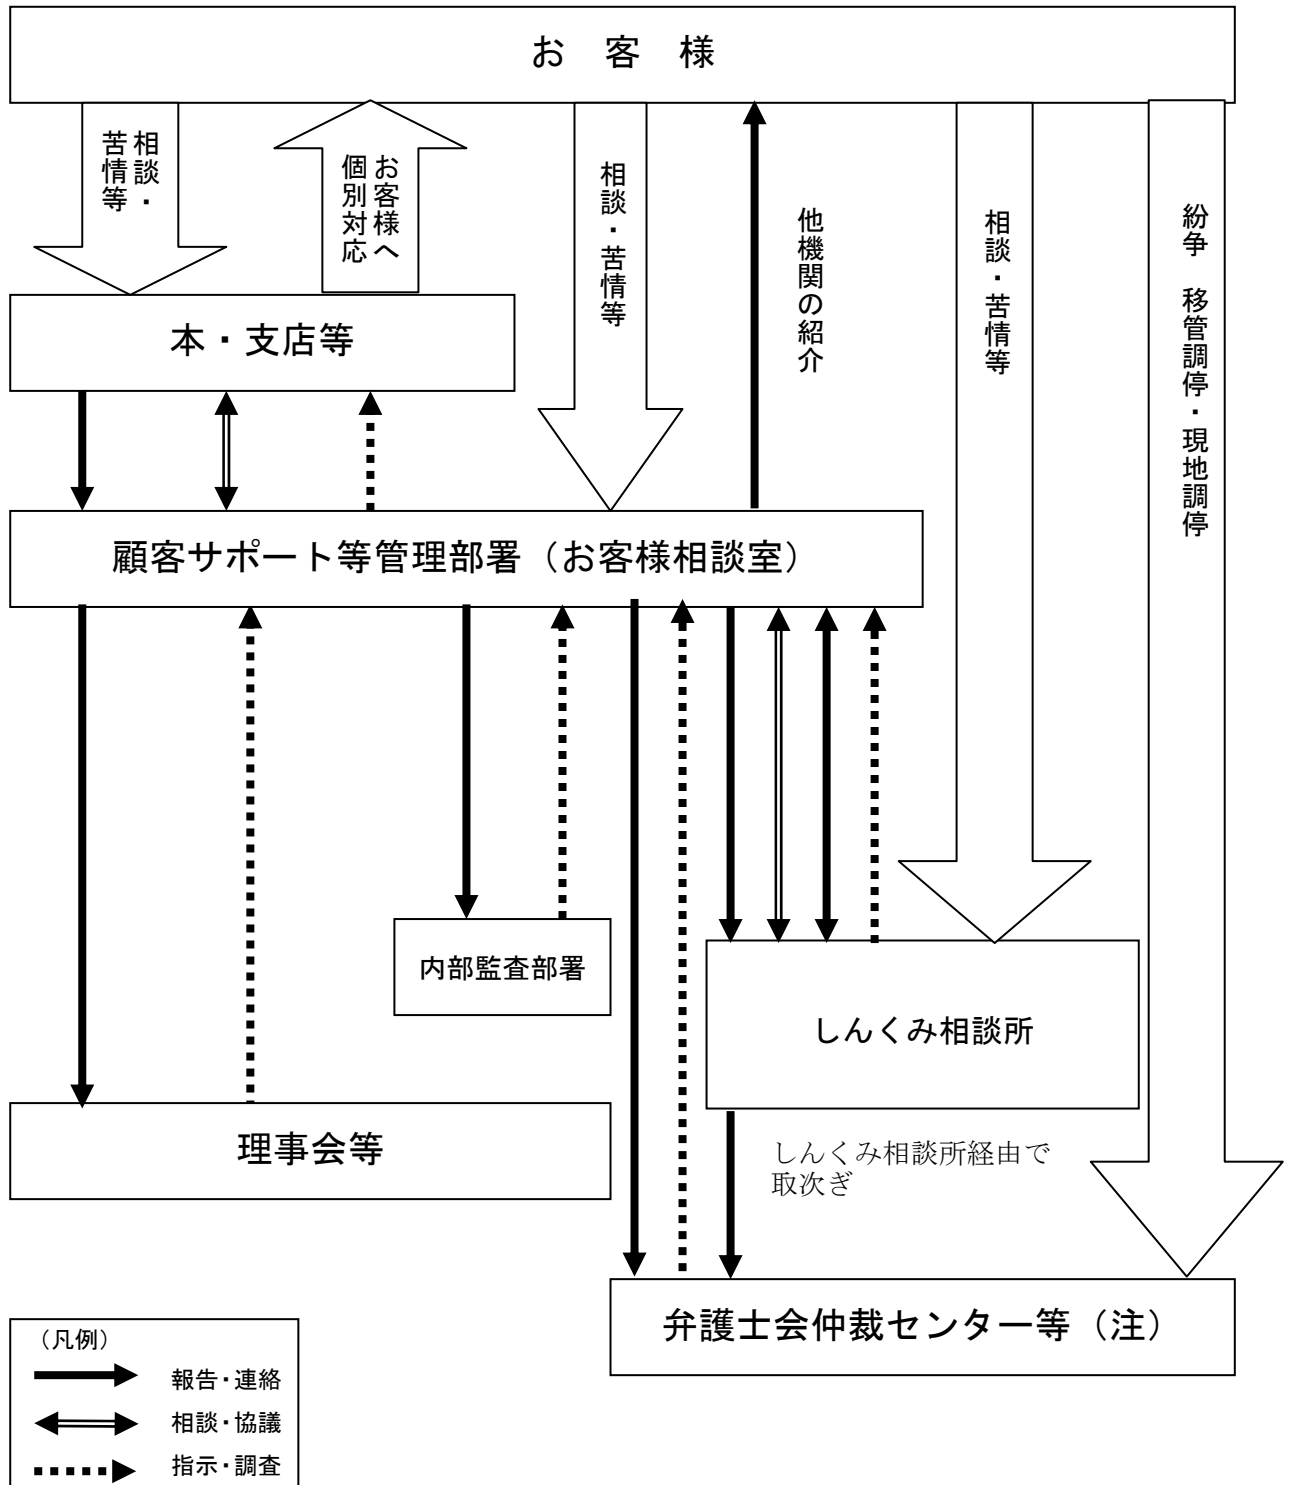 お 客 様
相談・
苦情等
お客様へ
個別対応
相談・苦情等
他機関の紹介
相談・苦情等
紛争 移管調停・現地調停
本・支店等
顧客サポート等管理部署（お客様相談室）
内部監査部署
しんくみ相談所
理事会等
しんくみ相談所経由で
取次ぎ
弁護士会仲裁センター等（注）
（凡例）
報告・連絡
相談・協議
指示・調査